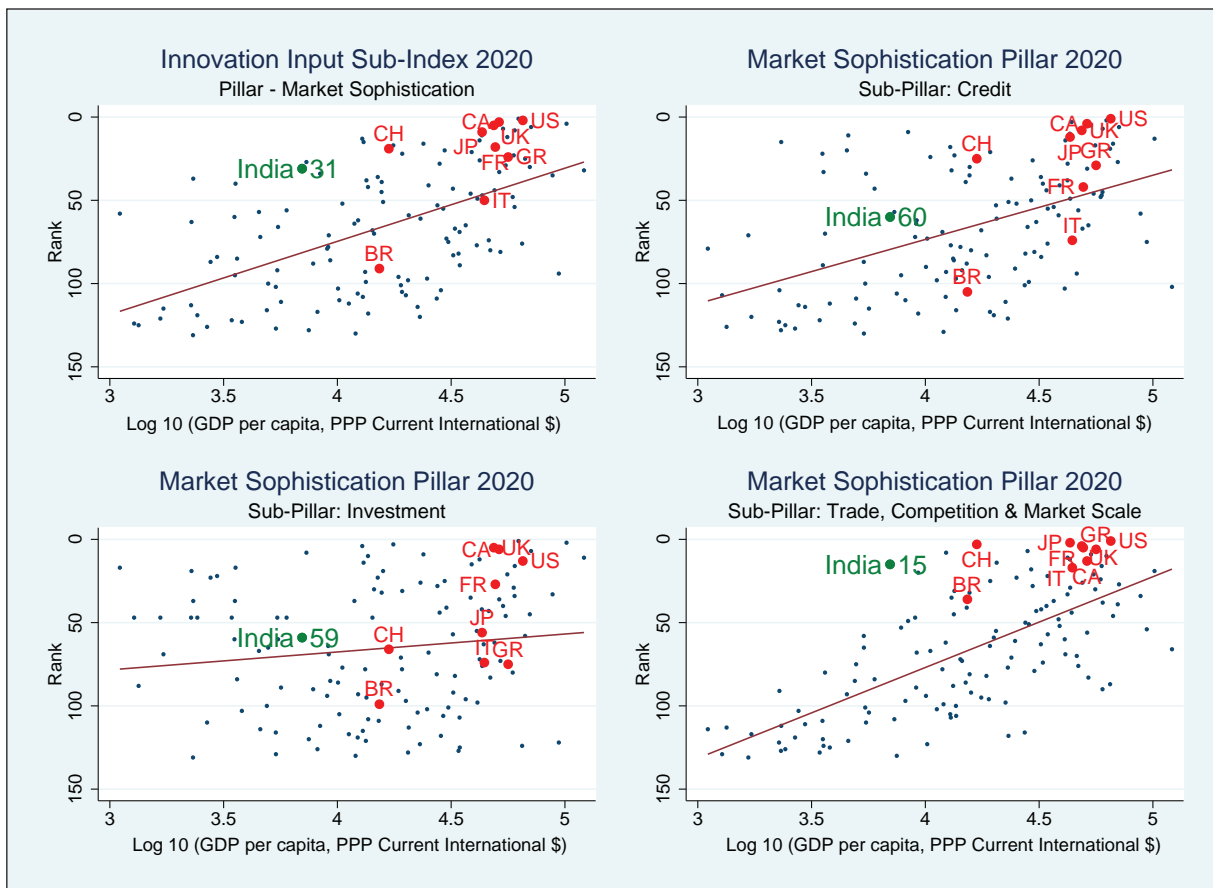 Innovation Input Sub-Index 2020
Pillar - Market Sophistication
Rank
0
50
100
150
3
3.5
4
4.5
5
Log 10 (GDP per capita, PPP Current International $)
India 31
CH
CA
US
JP
UK
FR
GR
IT
BR
Market Sophistication Pillar 2020
Sub-Pillar: Credit
Rank
0
50
100
150
3
3.5
4
4.5
5
Log 10 (GDP per capita, PPP Current International $)
India 60
CH
CA
US
UK
JP
GR
FR
IT
BR
Market Sophistication Pillar 2020
Sub-Pillar: Investment
Rank
0
50
100
150
3
3.5
4
4.5
5
Log 10 (GDP per capita, PPP Current International $)
India 59
CA
UK
US
FR
JP
CH
IT
GR
BR
Market Sophistication Pillar 2020
Sub-Pillar: Trade, Competition & Market Scale
Rank
0
50
100
150
3
3.5
4
4.5
5
Log 10 (GDP per capita, PPP Current International $)
India 15
CH
JP
GR
US
FR
UK
IT
CA
BR